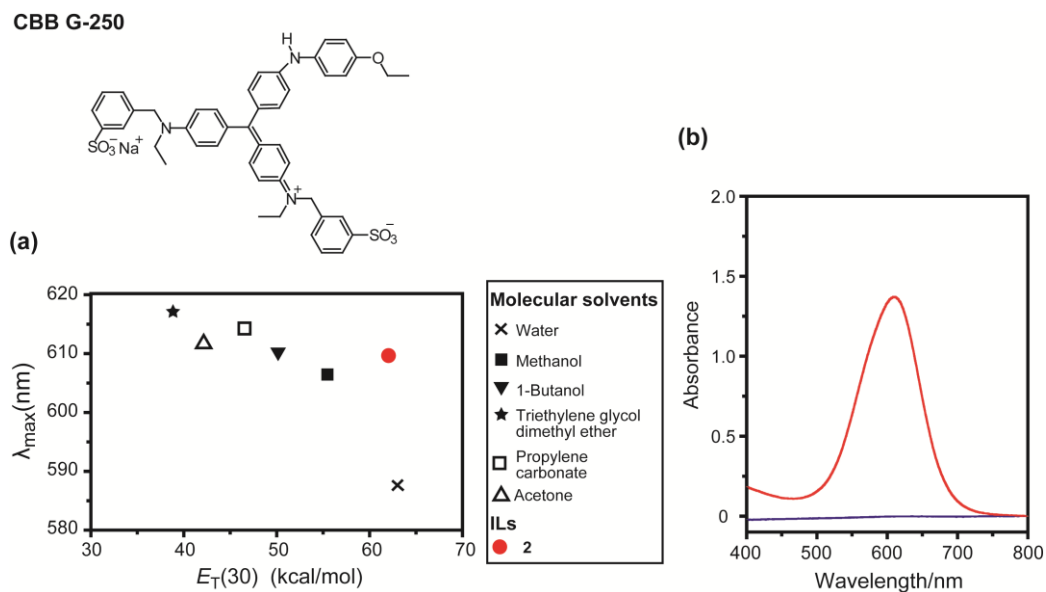 CBB G-250
H
N
O
N
SO₃⁻Na⁺
N⁺
SO₃⁻
(a)
620
610
600
590
580
λmax(nm)
30
40
50
60
70
E_T(30) (kcal/mol)
Molecular solvents
Water
Methanol
1-Butanol
Triethylene glycol
dimethyl ether
Propylene
carbonate
Acetone
ILs
2
(b)
2.0
1.5
1.0
0.5
0
Absorbance
400
500
600
700
800
Wavelength/nm